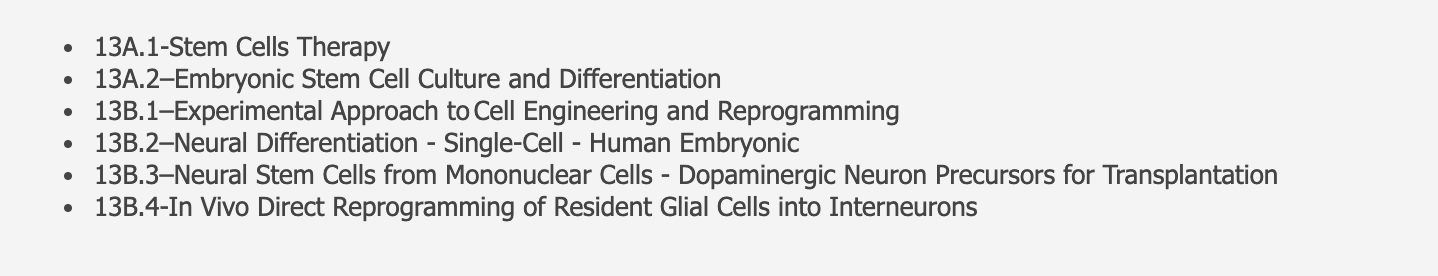 • 13A.1-Stem Cells Therapy
• 13A.2–Embryonic Stem Cell Culture and Differentiation
• 13B.1–Experimental Approach to Cell Engineering and Reprogramming
• 13B.2–Neural Differentiation - Single-Cell - Human Embryonic
• 13B.3–Neural Stem Cells from Mononuclear Cells - Dopaminergic Neuron Precursors for Transplantation
• 13B.4-In Vivo Direct Reprogramming of Resident Glial Cells into Interneurons